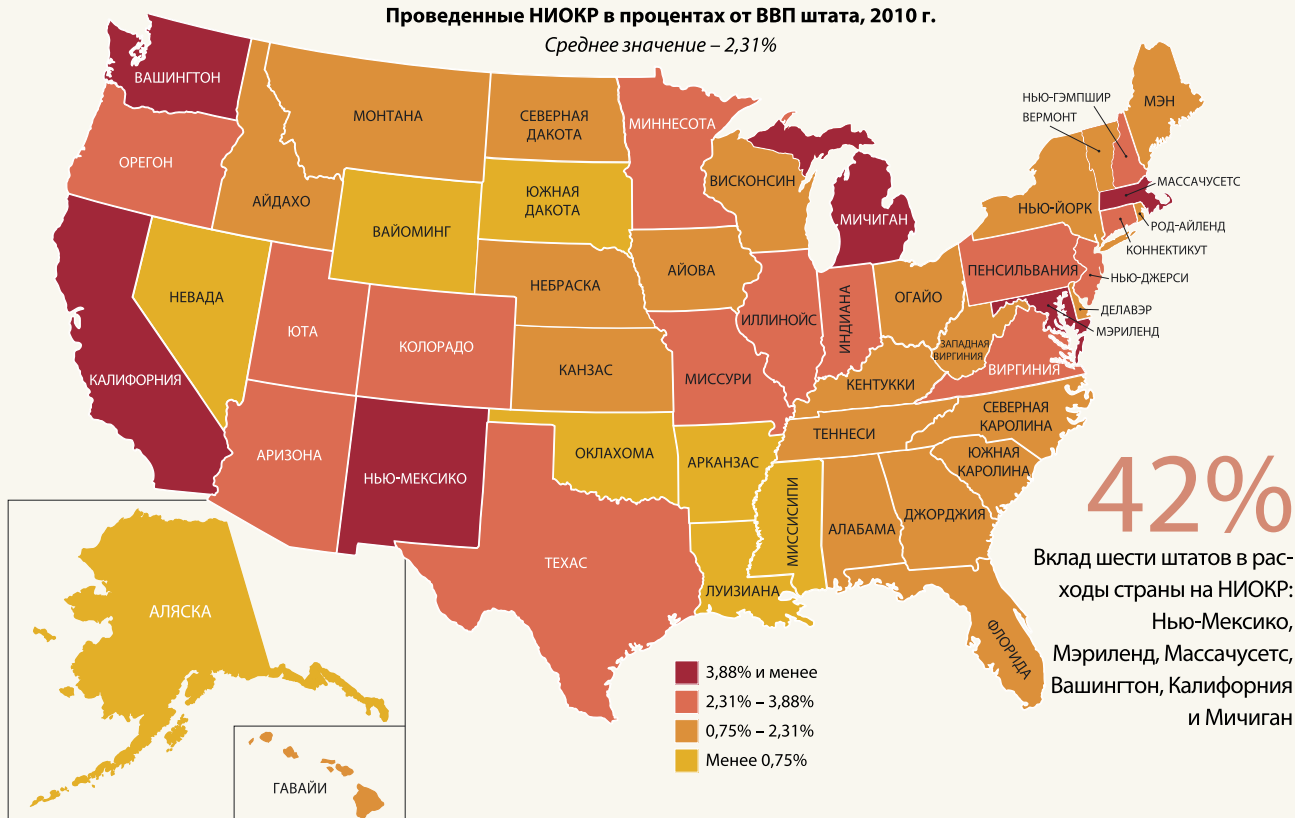 Проведенные НИОКР в процентах от ВВП штата, 2010 г.
Среднее значение – 2,31%
ВАШИНГТОН
ОРЕГОН
МОНТАНА
АЙДАХО
СЕВЕРНАЯ
ДАКОТА
МИННЕСОТА
ЮЖНАЯ
ДАКОТА
ВАЙОМИНГ
ВИСКОНСИН
МИЧИГАН
НЬЮ-ГЭМПШИР
ВЕРМОНТ
МЭН
МАССАЧУСЕТС
НЬЮ-ЙОРК
РОД-АЙЛЕНД
КОННЕКТИКУТ
ПЕНСИЛЬВАНИЯ
НЬЮ-ДЖЕРСИ
ДЕЛАВЭР
МЭРИЛЕНД
НЕВАДА
ЮТА
КОЛОРАДО
НЕБРАСКА
АЙОВА
ИЛЛИНОЙС
ИНДИАНА
ОГАЙО
ЗАПАДНАЯ
ВИРГИНИЯ
ВИРГИНИЯ
КАЛИФОРНИЯ
КАНЗАС
МИССУРИ
КЕНТУККИ
СЕВЕРНАЯ
КАРОЛИНА
ТЕННЕСИ
ЮЖНАЯ
КАРОЛИНА
АРИЗОНА
НЬЮ-МЕКСИКО
ОКЛАХОМА
АРКАНЗАС
МИССИСИПИ
АЛАБАМА
ДЖОРДЖИЯ
ТЕХАС
ЛУИЗИАНА
ФЛОРИДА
АЛЯСКА
ГАВАЙИ
3,88% и менее
2,31% – 3,88%
0,75% – 2,31%
Менее 0,75%
42%
Вклад шести штатов в рас-
ходы страны на НИОКР:
Нью-Мексико,
Мэриленд, Массачусетс,
Вашингтон, Калифорния
и Мичиган